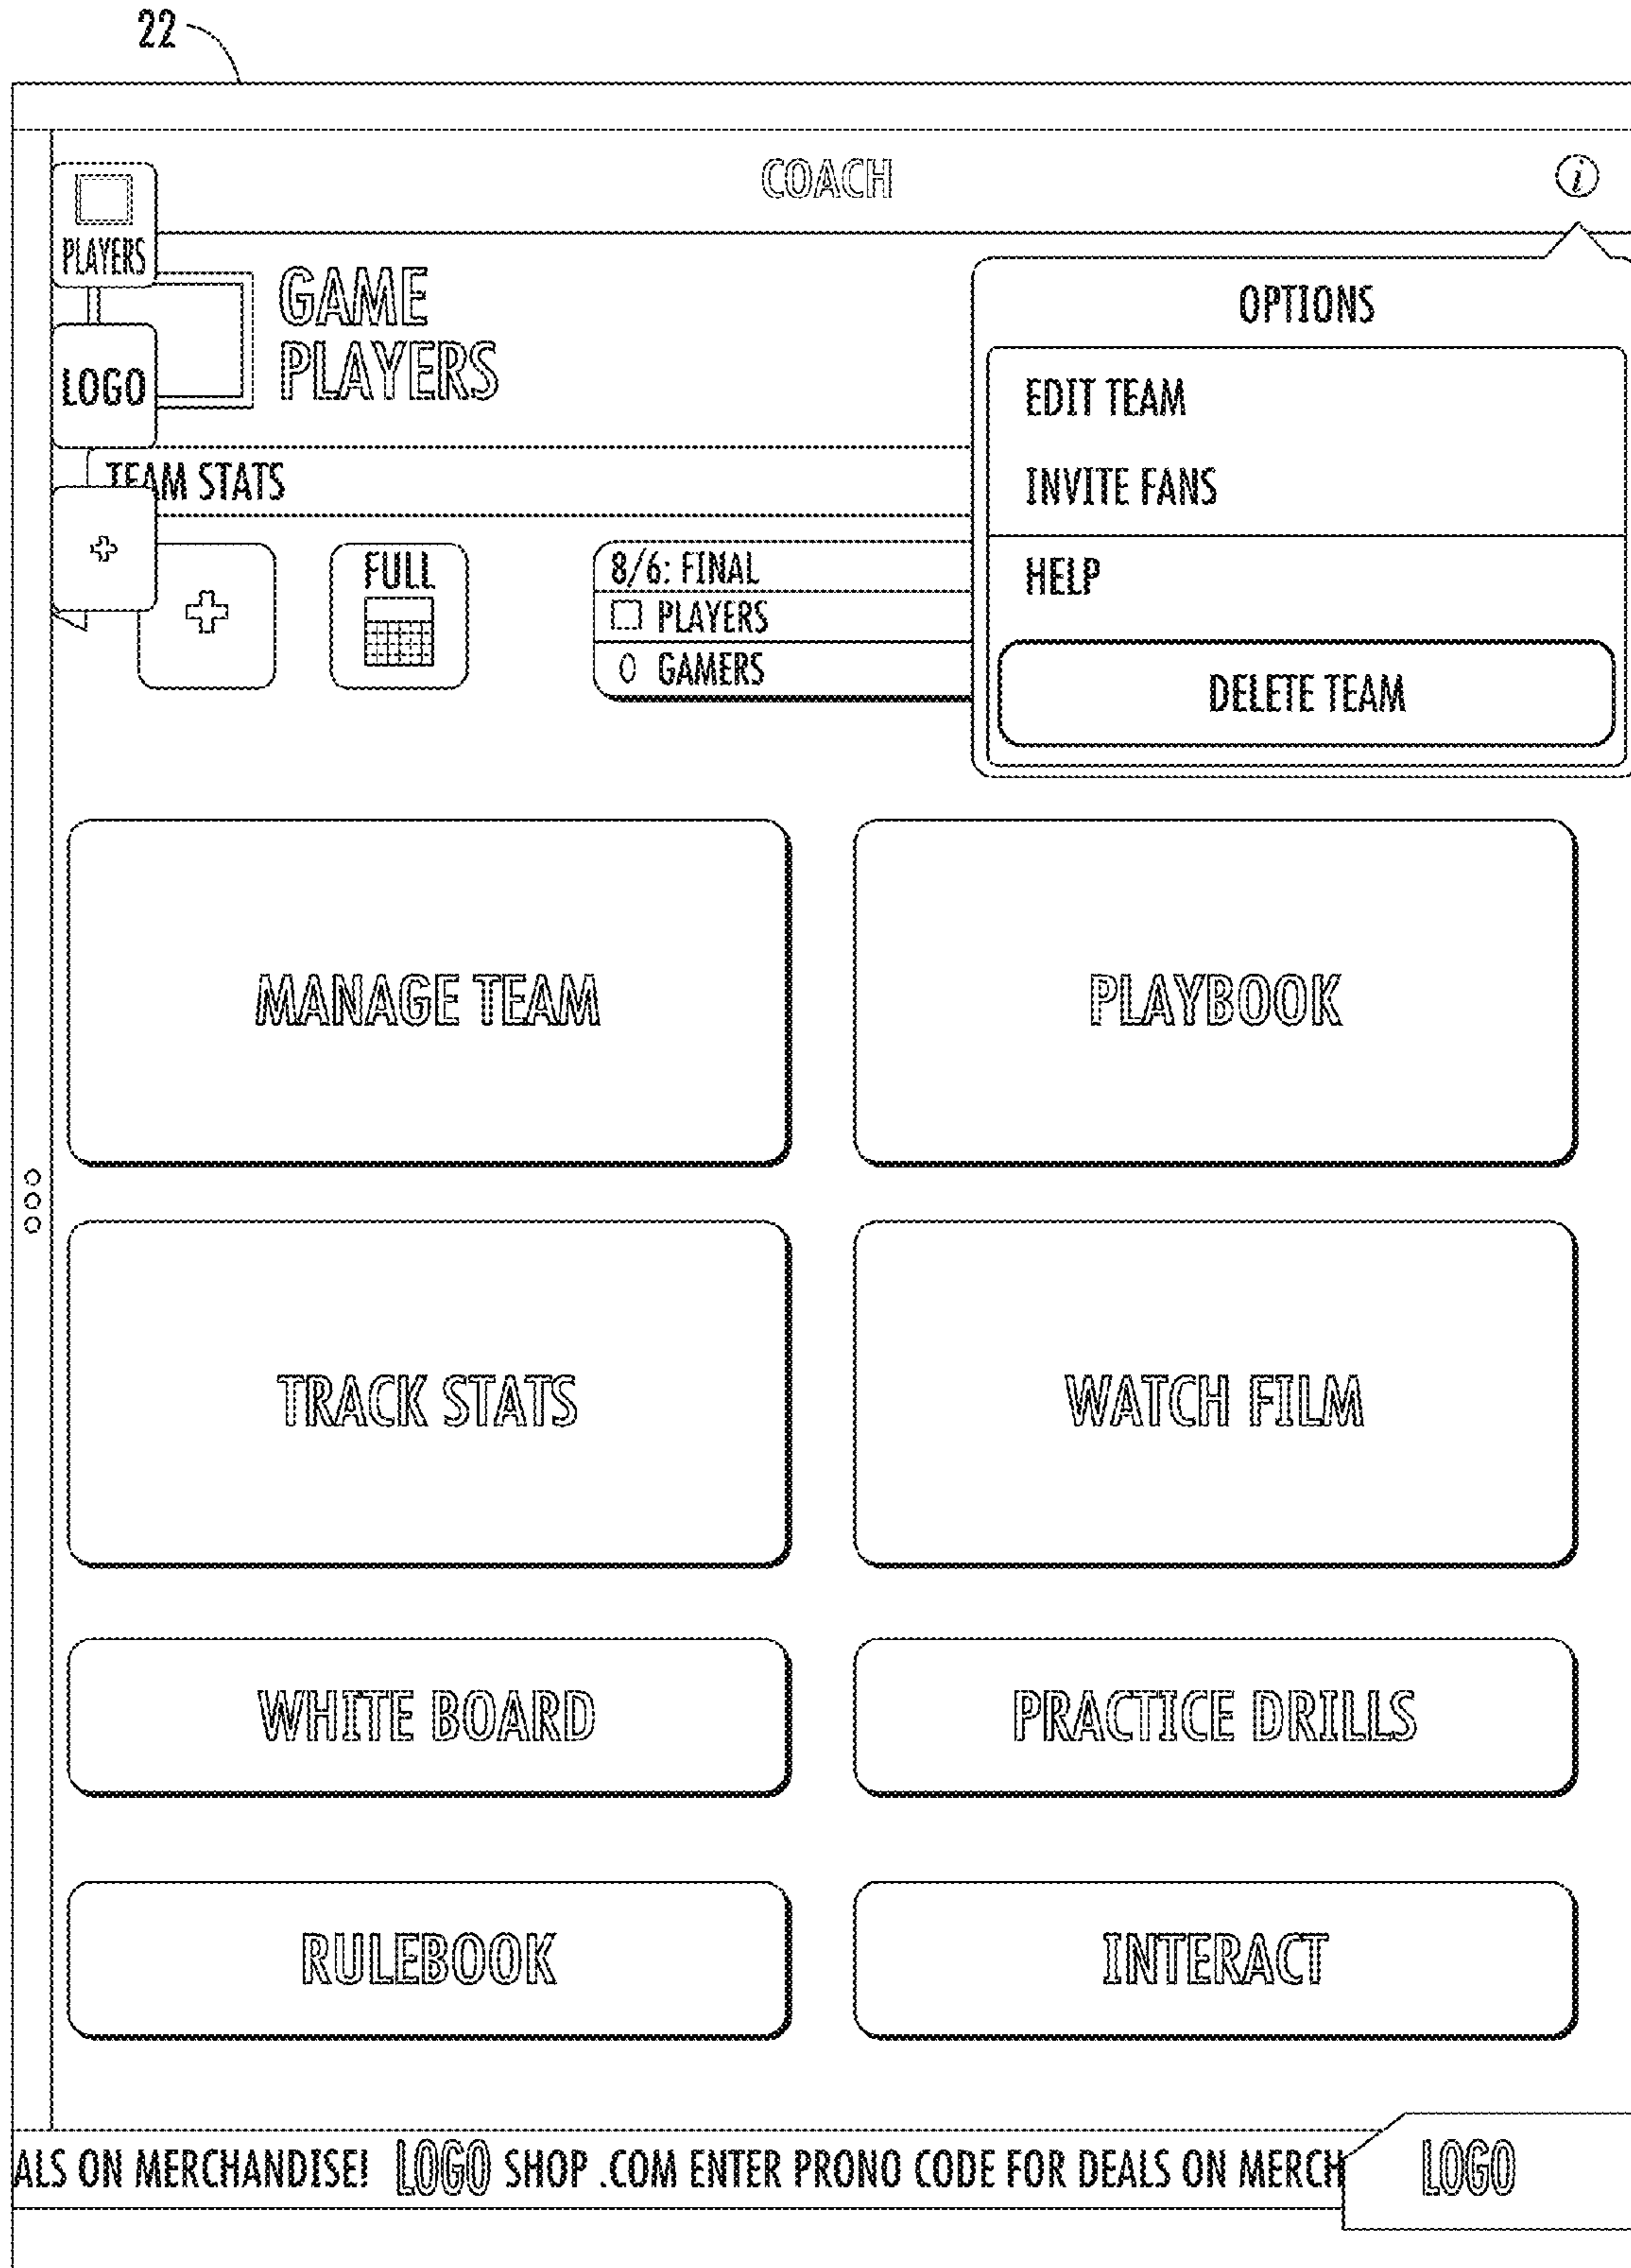 22
COACH
i
PLAYERS
GAME
PLAYERS
LOGO
TEAM STATS
FULL
8/6: FINAL
PLAYERS
GAMERS
OPTIONS
EDIT TEAM
INVITE FANS
HELP
DELETE TEAM
MANAGE TEAM
PLAYBOOK
TRACK STATS
WATCH FILM
WHITE BOARD
PRACTICE DRILLS
RULEBOOK
INTERACT
ALS ON MERCHANDISE! LOGO SHOP .COM ENTER PRONO CODE FOR DEALS ON MERCH
LOGO